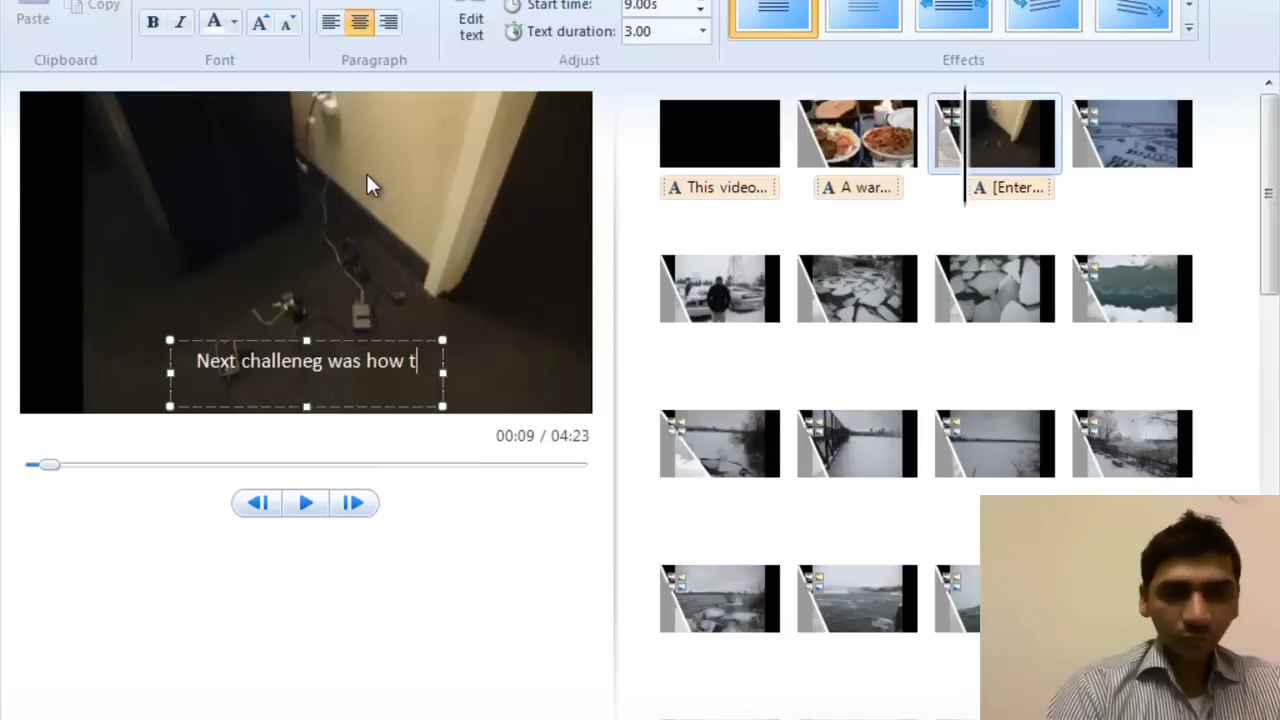 Paste
Copy
B I A A A
Edit text
Start time: 9.00s
Text duration: 3.00
Clipboard
Font
Paragraph
Adjust
Effects
A This video...
A A war...
A [Enter...
Next challeneg was how t
00:09 / 04:23